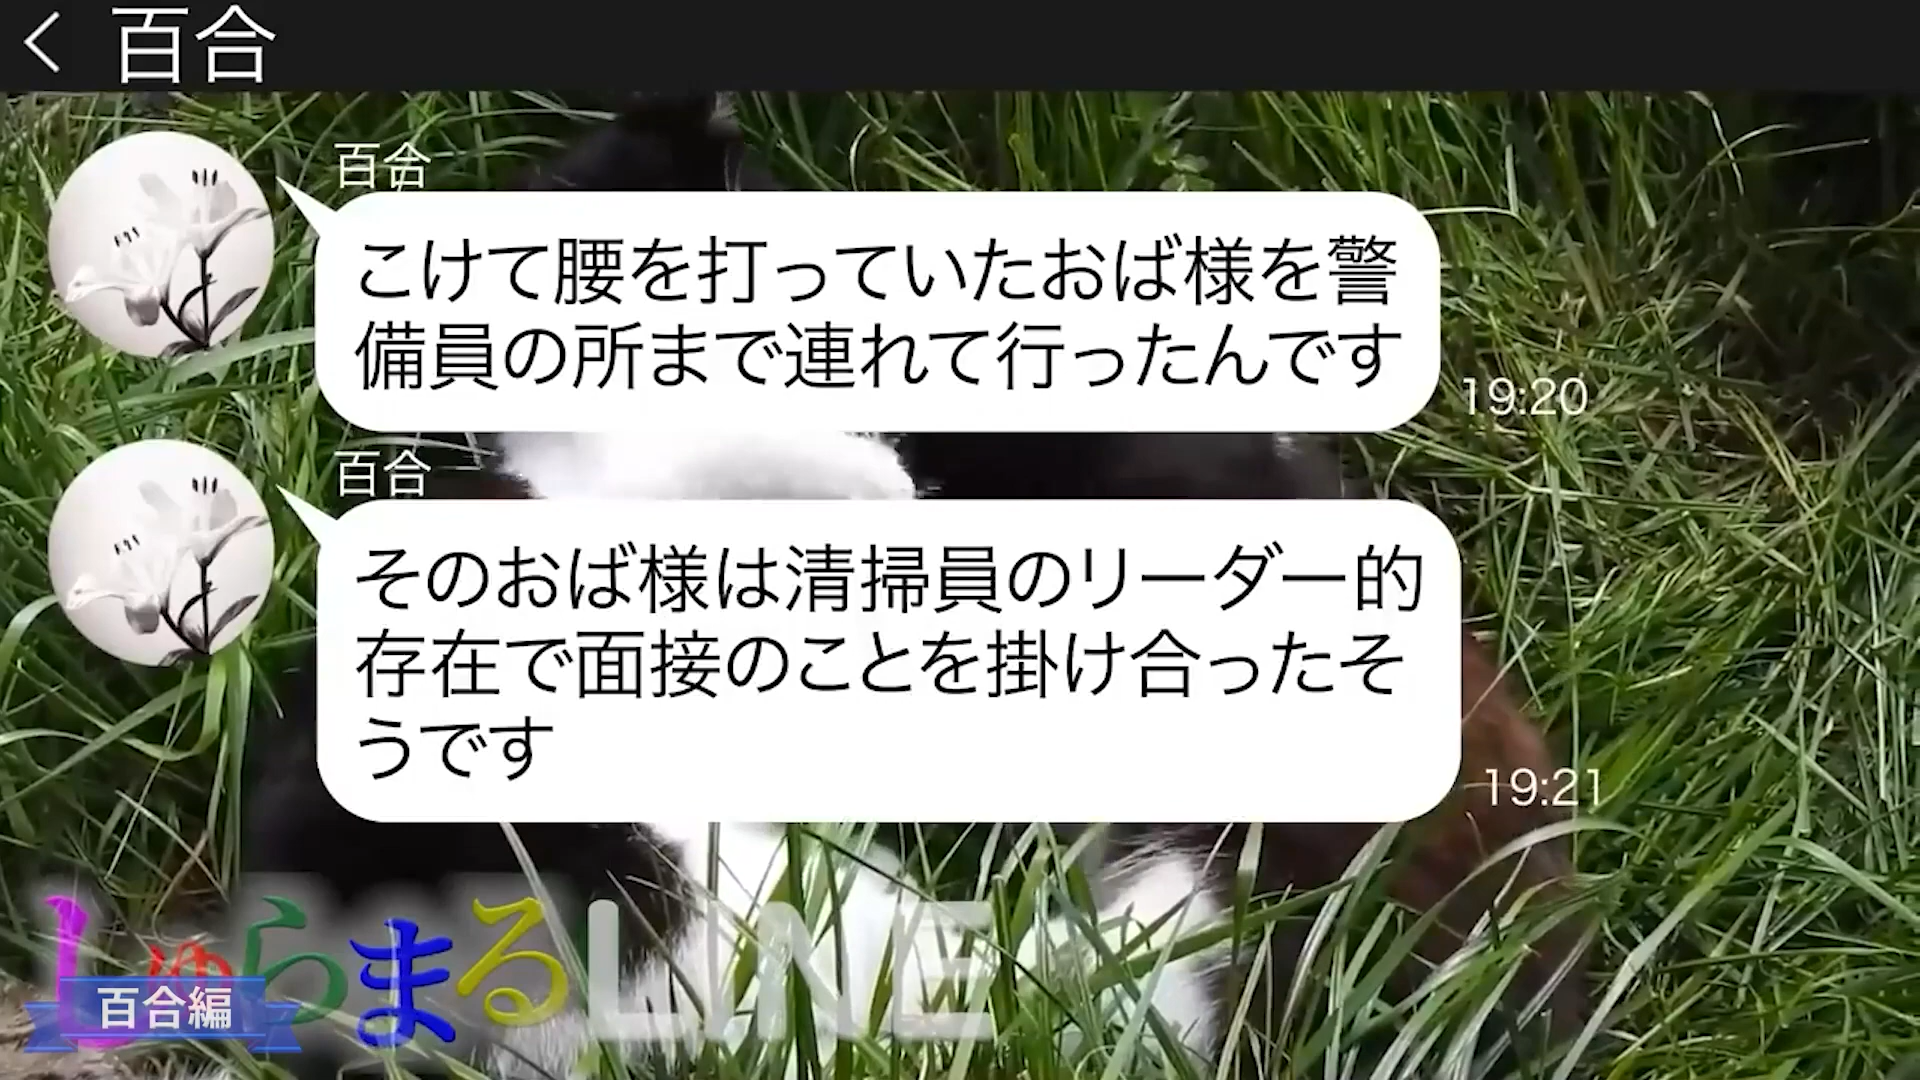 百合
百合
こけて腰を打っていたおば様を警
備員の所まで連れて行ったんです
19:20
百合
そのおば様は清掃員のリーダー的
存在で面接のことを掛け合ったそ
うです
19:21
しゅらまるLINE
百合編